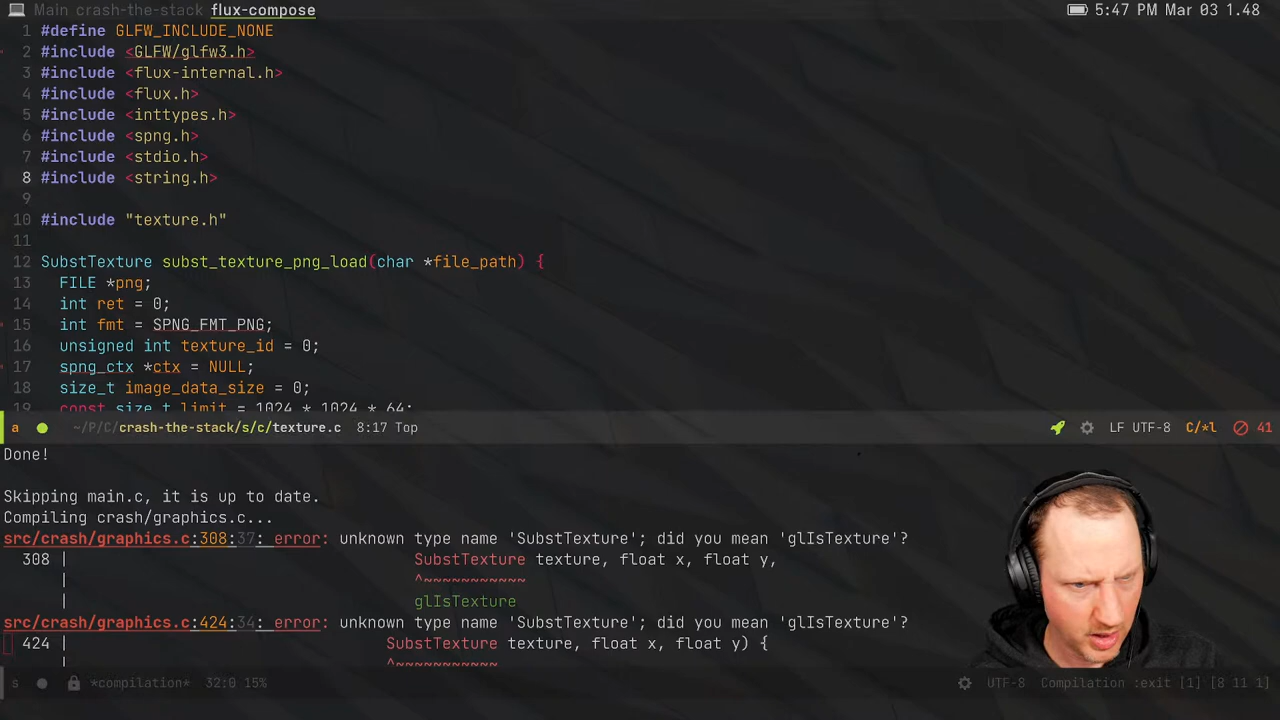 Main crash-the-stack flux-compose
5:47 PM Mar 03 1.48
1 #define GLFW_INCLUDE_NONE
2 #include <GLFW/glfw3.h>
3 #include <flux-internal.h>
4 #include <flux.h>
5 #include <inttypes.h>
6 #include <spng.h>
7 #include <stdio.h>
8 #include <string.h>
9
10 #include "texture.h"
11
12 SubstTexture subst_texture_png_load(char *file_path) {
13 FILE *png;
14 int ret = 0;
15 int fmt = SPNG_FMT_PNG;
16 unsigned int texture_id = 0;
17 spng_ctx *ctx = NULL;
18 size_t image_data_size = 0;
19 const size_t limit = 1024 * 1024 * 64;
a ~/P/C/crash-the-stack/s/c/texture.c 8:17 Top LF UTF-8 C/*l 41
Done!
Skipping main.c, it is up to date.
Compiling crash/graphics.c...
src/crash/graphics.c:308:37: error: unknown type name 'SubstTexture'; did you mean 'glIsTexture'?
308 | SubstTexture texture, float x, float y,
| ^~~~~~~~~~~~
| glIsTexture
src/crash/graphics.c:424:34: error: unknown type name 'SubstTexture'; did you mean 'glIsTexture'?
424 | SubstTexture texture, float x, float y) {
| ^~~~~~~~~~~~
s *compilation* 32:0 15% UTF-8 Compilation :exit [1] [8 11 1]